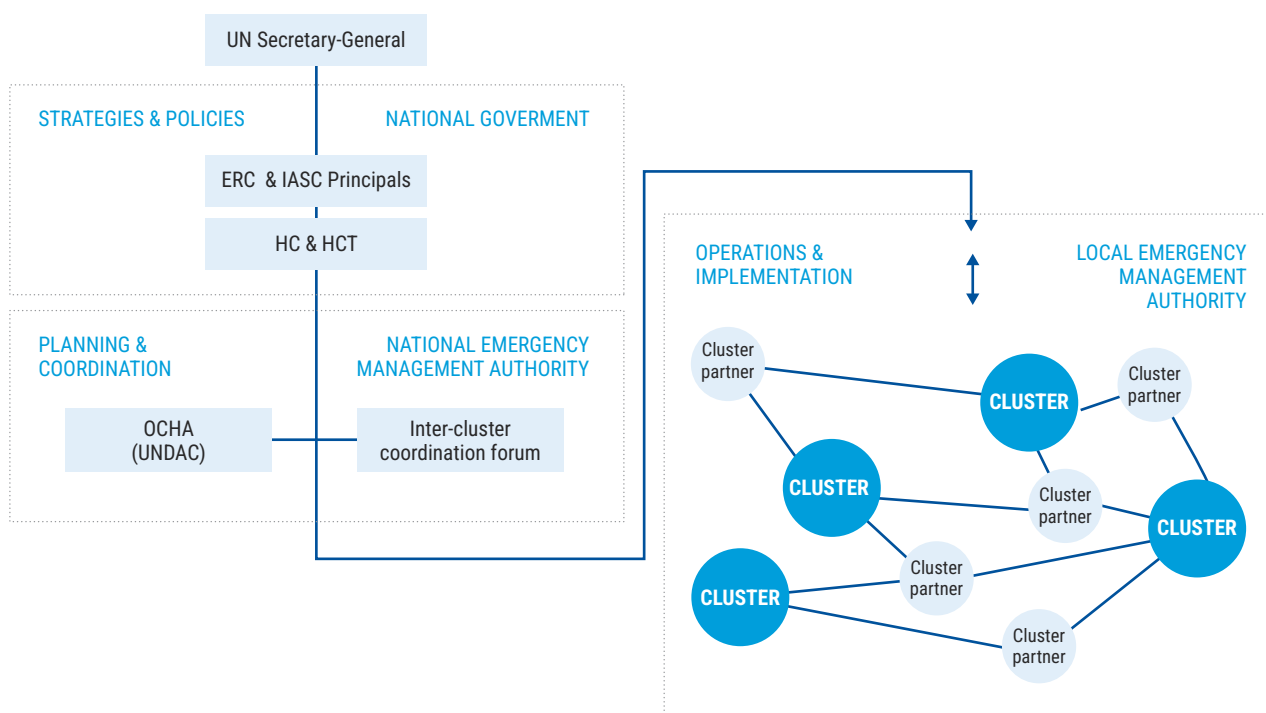 UN Secretary-General
STRATEGIES & POLICIES
NATIONAL GOVERMENT
ERC & IASC Principals
HC & HCT
PLANNING &
COORDINATION
NATIONAL EMERGENCY
MANAGEMENT AUTHORITY
OCHA
(UNDAC)
Inter-cluster
coordination forum
OPERATIONS &
IMPLEMENTATION
LOCAL EMERGENCY
MANAGEMENT
AUTHORITY
Cluster
partner
CLUSTER
Cluster
partner
CLUSTER
Cluster
partner
CLUSTER
Cluster
partner
CLUSTER
Cluster
partner